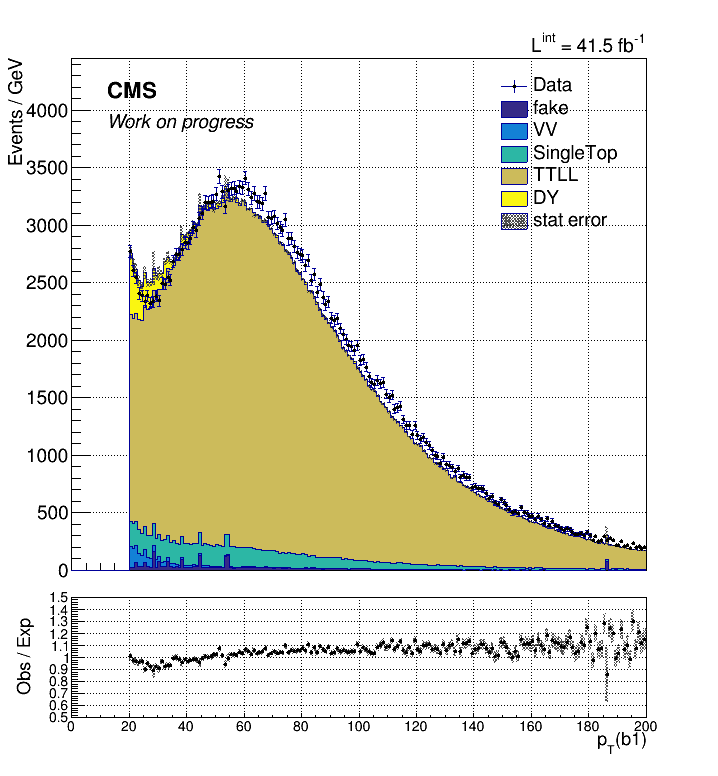 L^int = 41.5 fb^-1
Events / GeV
CMS
Work on progress
Data
fake
VV
SingleTop
TTLL
DY
stat error
4000
3500
3000
2500
2000
1500
1000
500
0
Obs / Exp
1.5
1.4
1.3
1.2
1.1
1
0.9
0.8
0.7
0.6
0.5
0 20 40 60 80 100 120 140 160 180 200
p_T(b1)